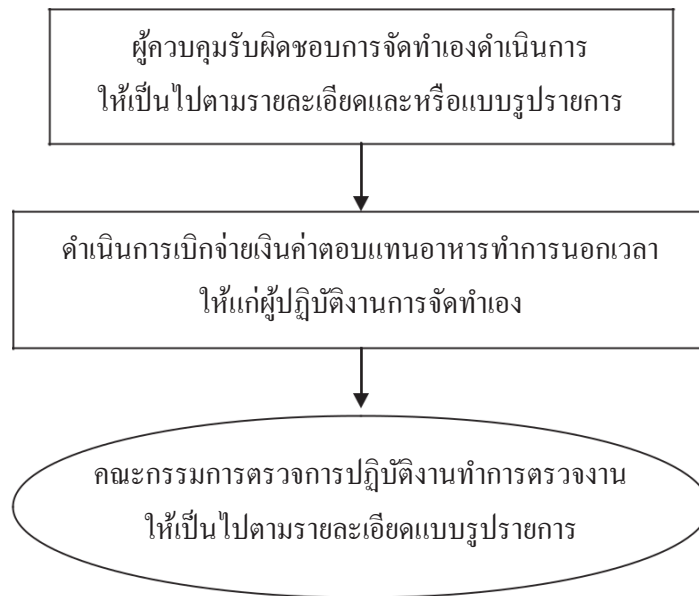 ผู้ควบคุมรับผิดชอบการจัดทำเองดำเนินการ
ให้เป็นไปตามรายละเอียดและหรือแบบรูปรายการ
ดำเนินการเบิกจ่ายเงินค่าตอบแทนอาหารทำการนอกเวลา
ให้แก่ผู้ปฏิบัติงานการจัดทำเอง
คณะกรรมการตรวจการปฏิบัติงานทำการตรวจงาน
ให้เป็นไปตามรายละเอียดแบบรูปรายการ